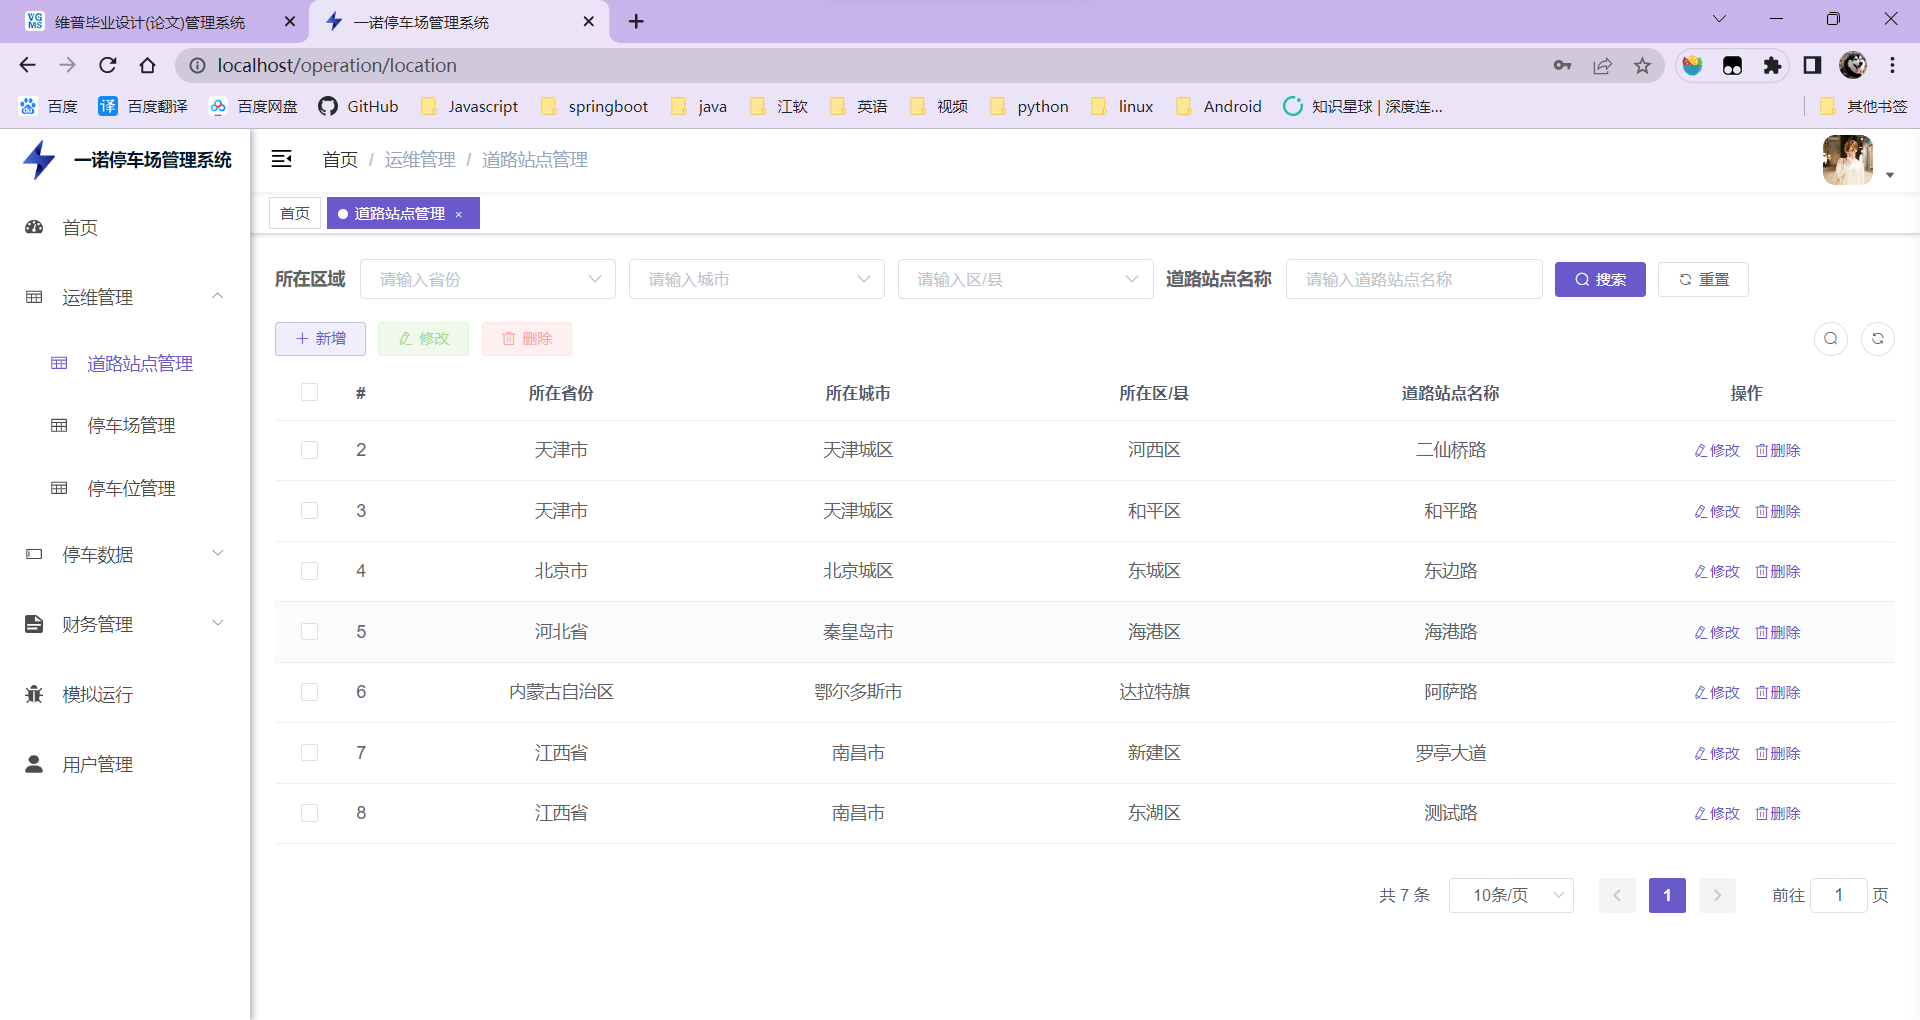 维普毕业设计(论文)管理系统
一诺停车场管理系统
localhost/operation/location
百度 百度翻译 百度网盘 GitHub Javascript springboot java 江软 英语 视频 python linux Android 知识星球 | 深度连... 其他书签
一诺停车场管理系统
首页 / 运维管理 / 道路站点管理
首页 道路站点管理 ×
首页
运维管理
道路站点管理
停车场管理
停车位管理
停车数据
财务管理
模拟运行
用户管理
所在区域 请输入省份 请输入城市 请输入区/县 道路站点名称 请输入道路站点名称 搜索 重置
新增 修改 删除
# 所在省份 所在城市 所在区/县 道路站点名称 操作
2 天津市 天津城区 河西区 二仙桥路 修改 删除
3 天津市 天津城区 和平区 和平路 修改 删除
4 北京市 北京城区 东城区 东边路 修改 删除
5 河北省 秦皇岛市 海港区 海港路 修改 删除
6 内蒙古自治区 鄂尔多斯市 达拉特旗 阿萨路 修改 删除
7 江西省 南昌市 新建区 罗亭大道 修改 删除
8 江西省 南昌市 东湖区 测试路 修改 删除
共 7 条 10条/页 1 前往 1 页